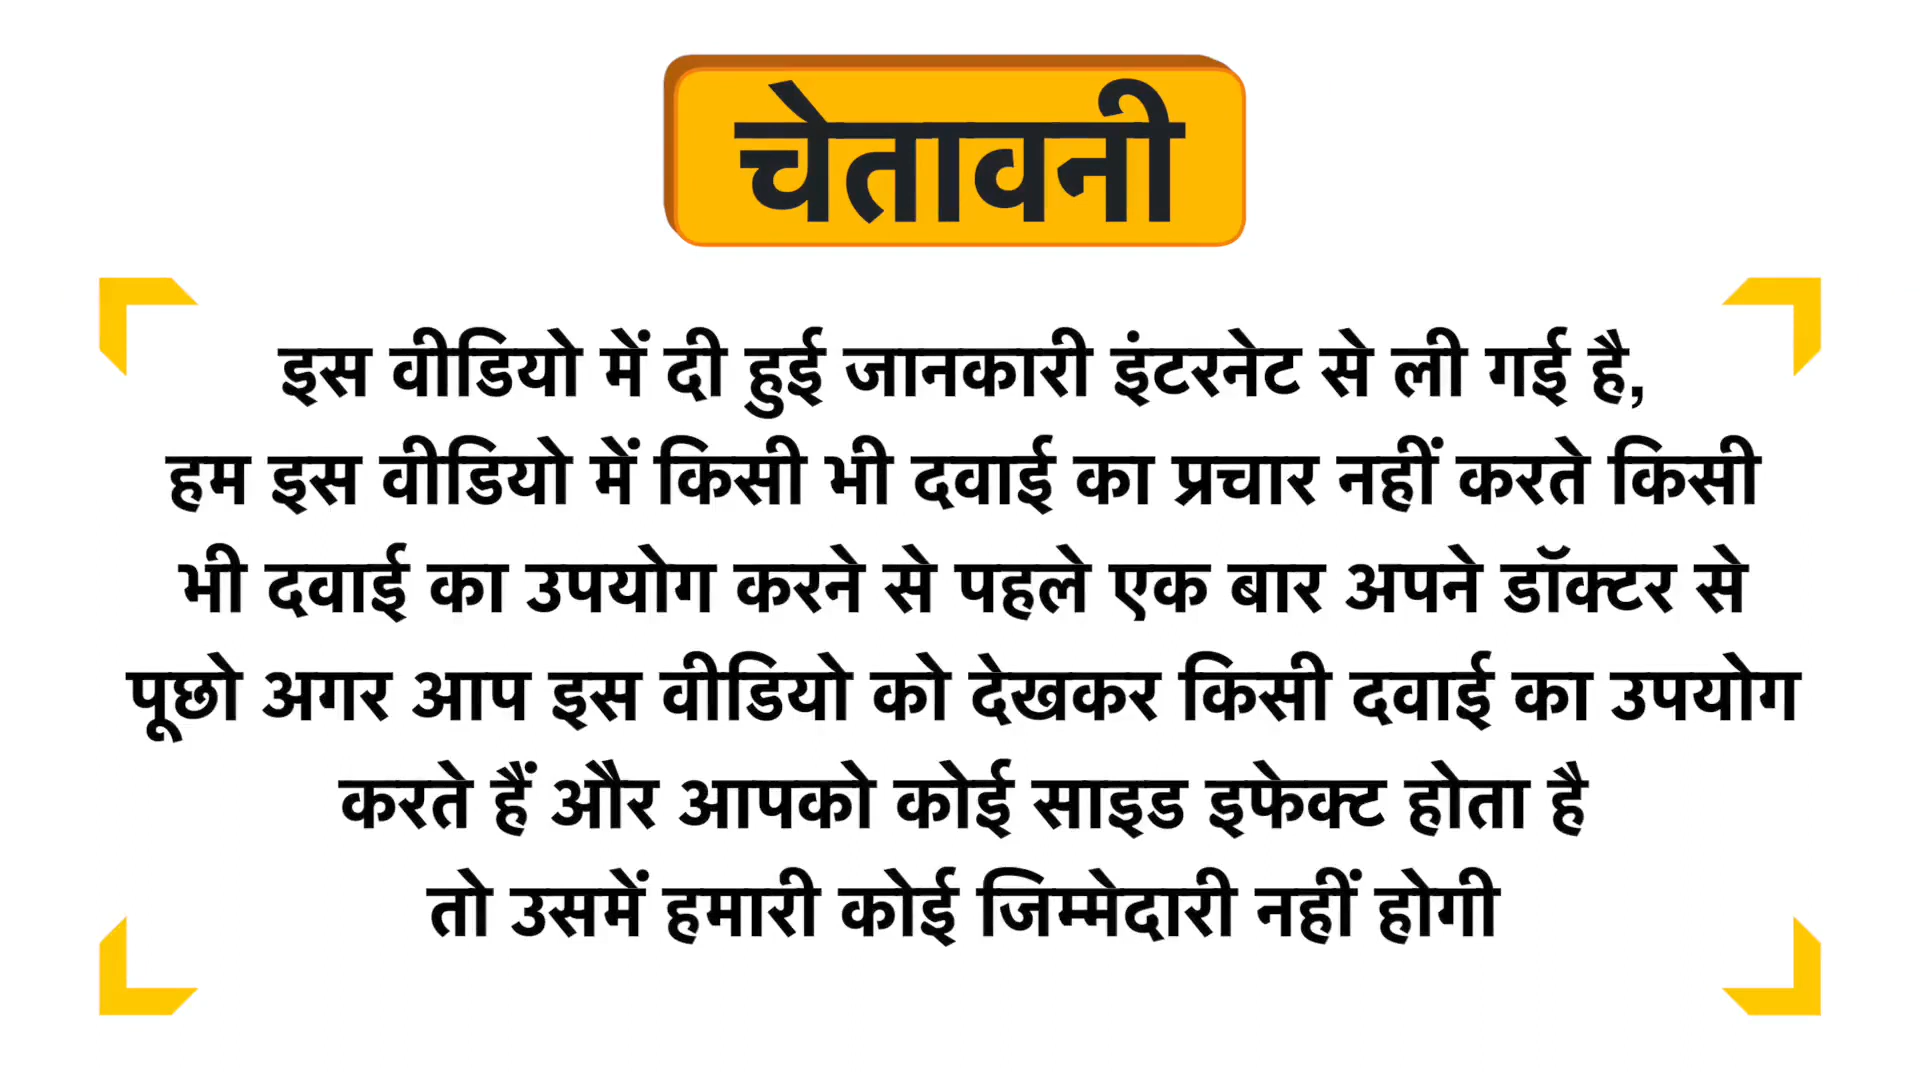 चेतावनी
इस वीडियो में दी हुई जानकारी इंटरनेट से ली गई है,
हम इस वीडियो में किसी भी दवाई का प्रचार नहीं करते किसी
भी दवाई का उपयोग करने से पहले एक बार अपने डॉक्टर से
पूछो अगर आप इस वीडियो को देखकर किसी दवाई का उपयोग
करते हैं और आपको कोई साइड इफेक्ट होता है
तो उसमें हमारी कोई जिम्मेदारी नहीं होगी